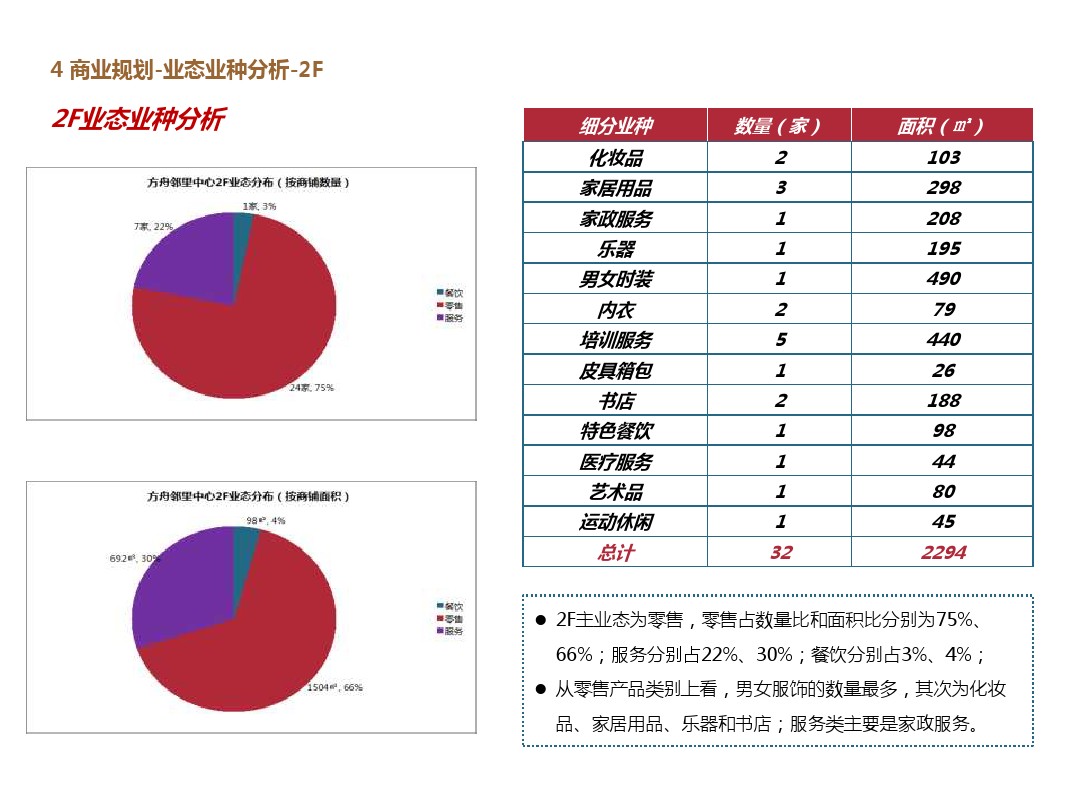 4 商业规划-业态业种分析-2F
2F业态业种分析
方舟邻里中心2F业态分布（按商铺数量）
1家, 3%
7家, 22%
24家, 75%
餐饮
零售
服务
方舟邻里中心2F业态分布（按商铺面积）
98㎡, 4%
692㎡, 30%
1504㎡, 66%
餐饮
零售
服务
细分业种 数量（家） 面积（㎡）
化妆品 2 103
家居用品 3 298
家政服务 1 208
乐器 1 195
男女时装 1 490
内衣 2 79
培训服务 5 440
皮具箱包 1 26
书店 2 188
特色餐饮 1 98
医疗服务 1 44
艺术品 1 80
运动休闲 1 45
总计 32 2294
● 2F主业态为零售，零售占数量比和面积比分别为75%、
66%；服务分别占22%、30%；餐饮分别占3%、4%；
● 从零售产品类别上看，男女服饰的数量最多，其次为化妆
品、家居用品、乐器和书店；服务类主要是家政服务。